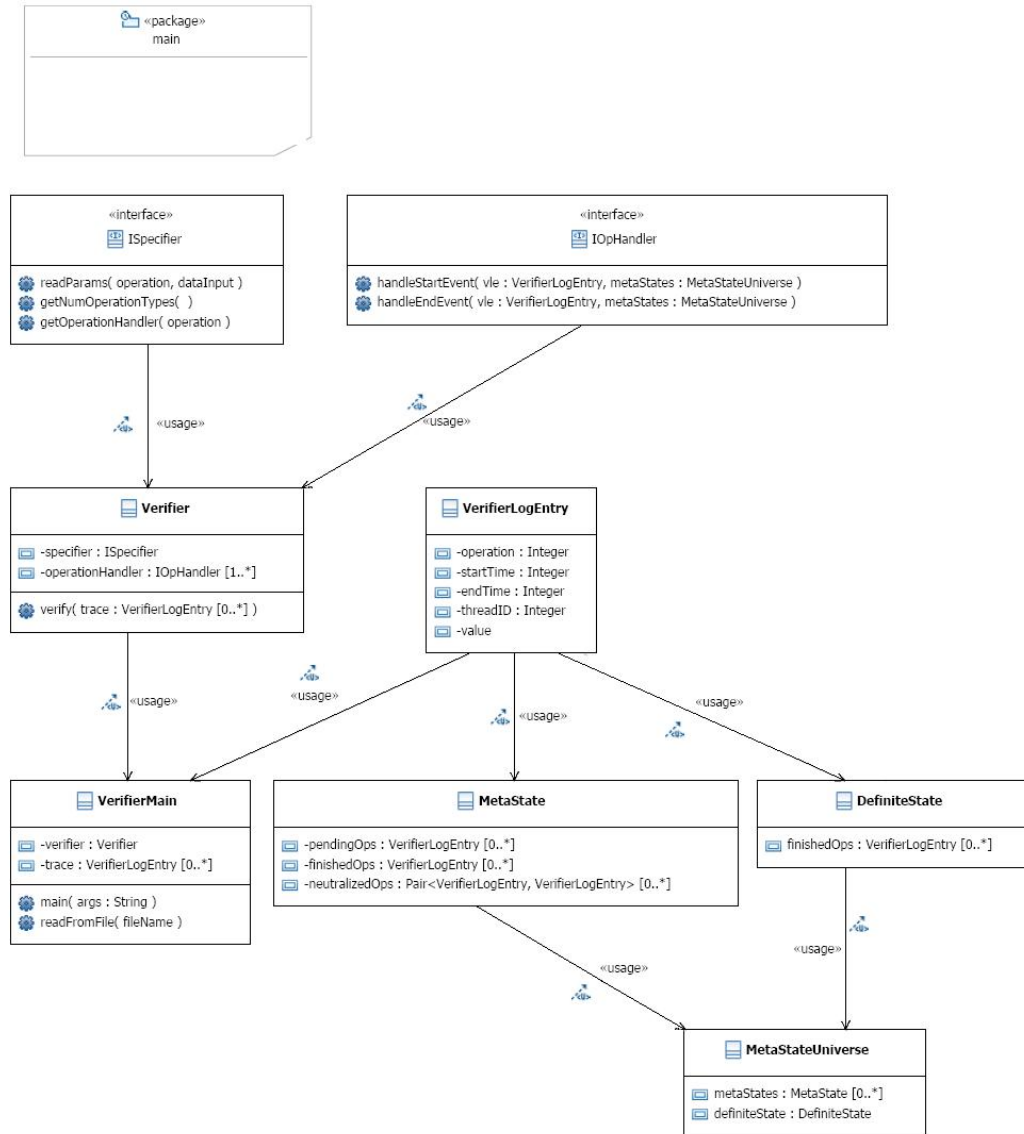 «package»
main
«interface»
ISpecifier
readParams( operation, dataInput )
getNumOperationTypes(  )
getOperationHandler( operation )
«interface»
IOpHandler
handleStartEvent( vle : VerifierLogEntry, metaStates : MetaStateUniverse )
handleEndEvent( vle : VerifierLogEntry, metaStates : MetaStateUniverse )
«usage»
«usage»
Verifier
-specifier : ISpecifier
-operationHandler : IOpHandler [1..*]
verify( trace : VerifierLogEntry [0..*] )
VerifierLogEntry
-operation : Integer
-startTime : Integer
-endTime : Integer
-threadID : Integer
-value
«usage»
«usage»
«usage»
«usage»
VerifierMain
-verifier : Verifier
-trace : VerifierLogEntry [0..*]
main( args : String )
readFromFile( fileName )
MetaState
-pendingOps : VerifierLogEntry [0..*]
-finishedOps : VerifierLogEntry [0..*]
-neutralizedOps : Pair<VerifierLogEntry, VerifierLogEntry> [0..*]
DefiniteState
finishedOps : VerifierLogEntry [0..*]
«usage»
«usage»
MetaStateUniverse
metaStates : MetaState [0..*]
definiteState : DefiniteState